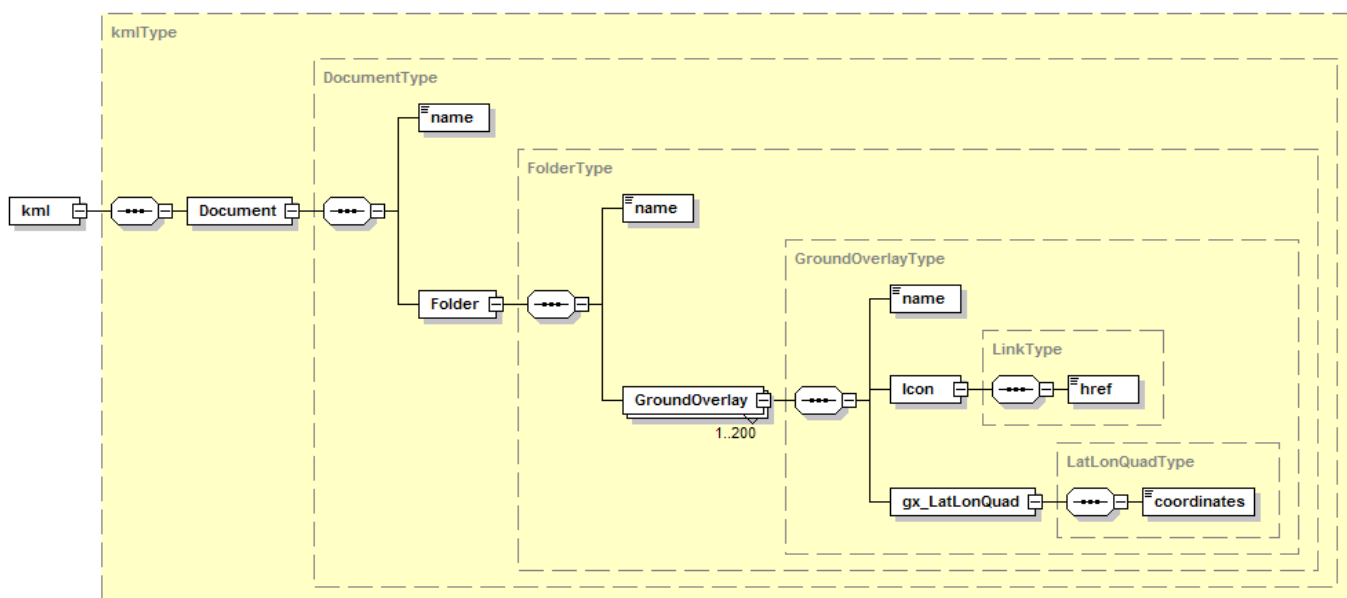 kmlType
DocumentType
name
FolderType
kml
Document
name
GroundOverlayType
Folder
name
LinkType
GroundOverlay
Icon
href
1..200
LatLonQuadType
gx_LatLonQuad
coordinates